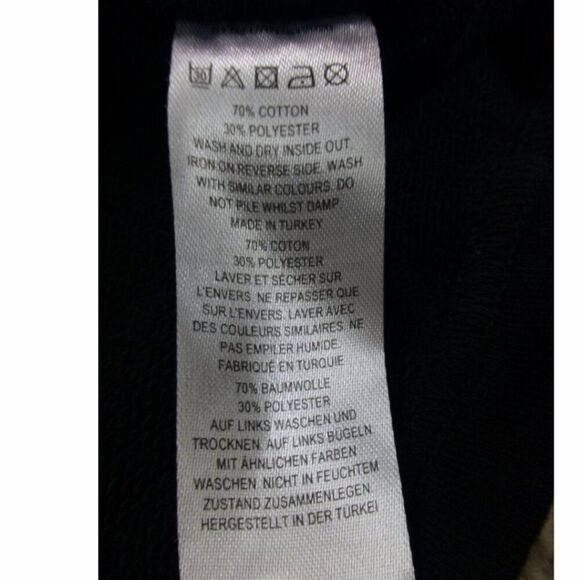 30
70% COTTON
30% POLYESTER
WASH AND DRY INSIDE OUT.
IRON ON REVERSE SIDE. WASH
WITH SIMILAR COLOURS. DO
NOT PILE WHILST DAMP
MADE IN TURKEY
70% COTON
30% POLYESTER
LAVER ET SÉCHER SUR
L'ENVERS. NE REPASSER QUE
SUR L'ENVERS. LAVER AVEC
DES COULEURS SIMILAIRES. NE
PAS EMPILER HUMIDE.
FABRIQUÉ EN TURQUIE
70% BAUMWOLLE
30% POLYESTER
AUF LINKS WASCHEN UND
TROCKNEN. AUF LINKS BÜGELN.
MIT ÄHNLICHEN FARBEN
WASCHEN. NICHT IN FEUCHTEM
ZUSTAND ZUSAMMENLEGEN.
HERGESTELLT IN DER TÜRKEI